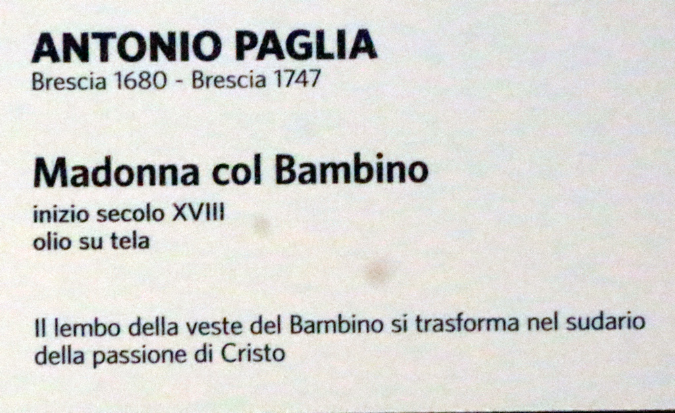 ANTONIO PAGLIA
Brescia 1680 - Brescia 1747
Madonna col Bambino
inizio secolo XVIII
olio su tela
Il lembo della veste del Bambino si trasforma nel sudario
della passione di Cristo